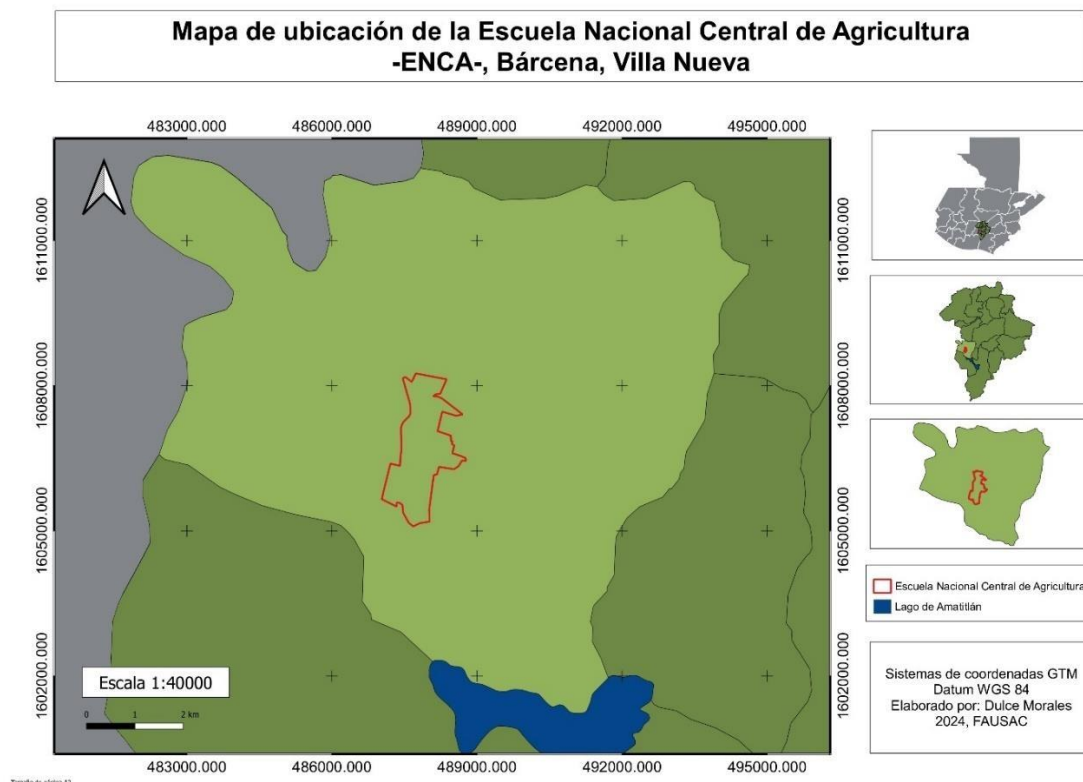 Mapa de ubicación de la Escuela Nacional Central de Agricultura
-ENCA-, Bárcena, Villa Nueva
483000.000 486000.000 489000.000 492000.000 495000.000
1611000.000 1611000.000
1608000.000 1608000.000
1605000.000 1605000.000
1602000.000 1602000.000
Escala 1:40000
0 1 2 km
483000.000 486000.000 489000.000 492000.000 495000.000
Escuela Nacional Central de Agricultura
Lago de Amatitlán
Sistemas de coordenadas GTM
Datum WGS 84
Elaborado por: Dulce Morales
2024, FAUSAC